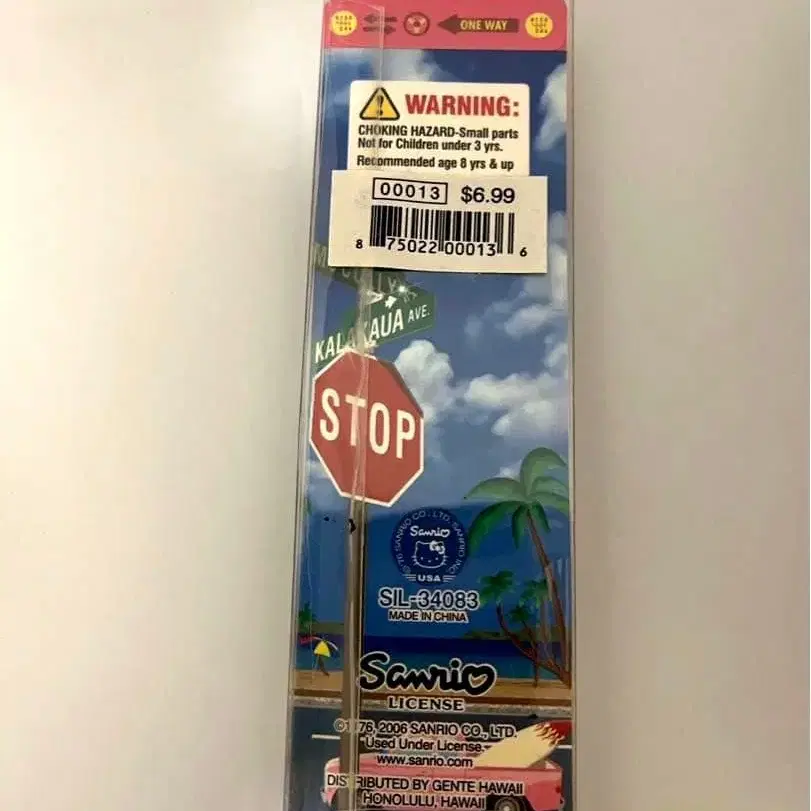 ONE WAY
WARNING:
CHOKING HAZARD-Small parts
Not for Children under 3 yrs.
Recommended age 8 yrs & up
00013 $6.99
8 75022 00013 6
KALAKAUA AVE.
STOP
Sanrio
USA
SIL-34083
MADE IN CHINA
Sanrio
LICENSE
©1976, 2006 SANRIO CO., LTD.
Used Under License.
www.sanrio.com
DISTRIBUTED BY GENTE HAWAII
HONOLULU, HAWAII